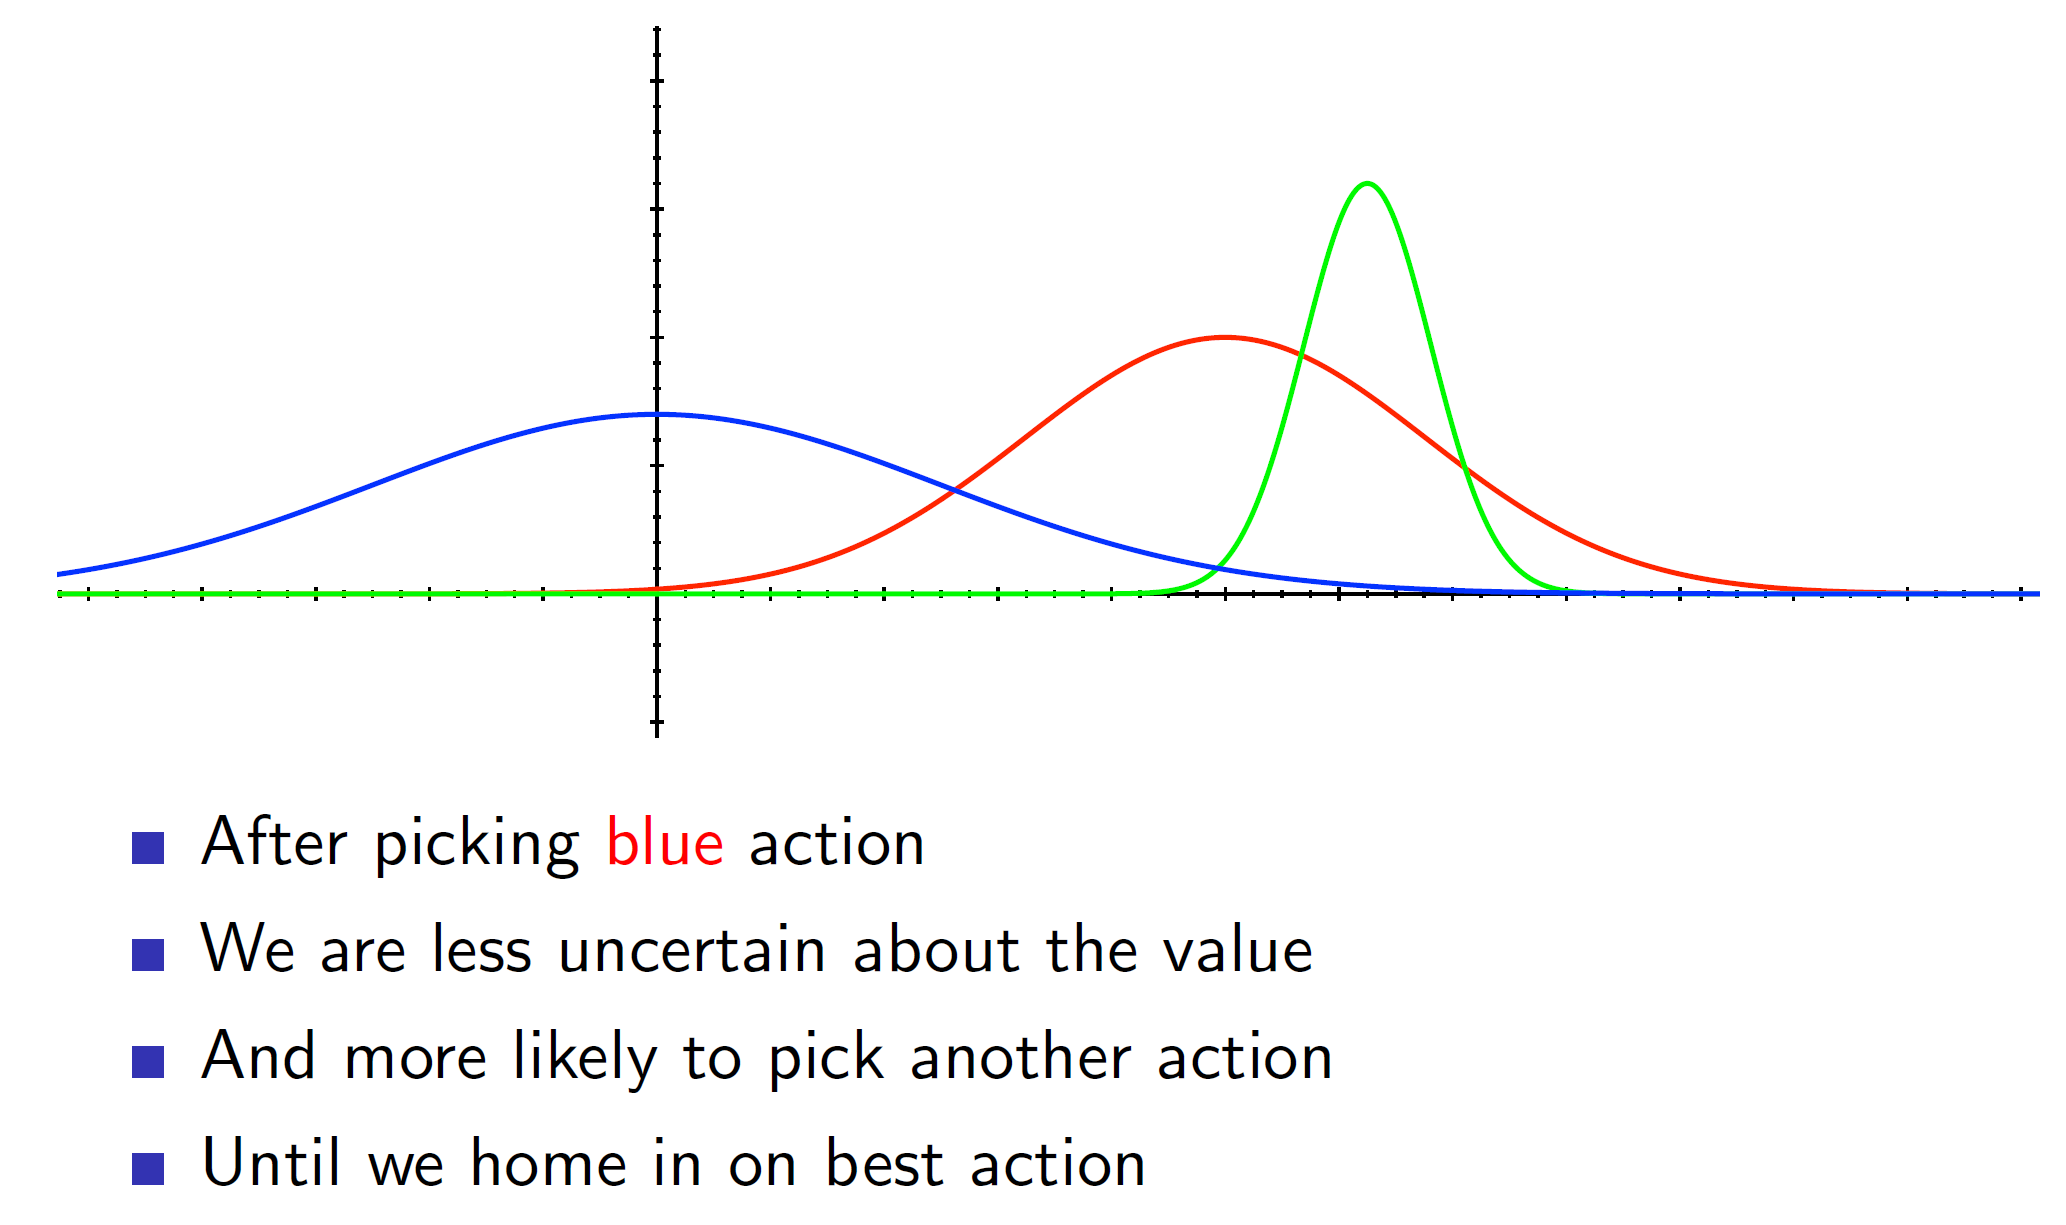 After picking blue action
We are less uncertain about the value
And more likely to pick another action
Until we home in on best action